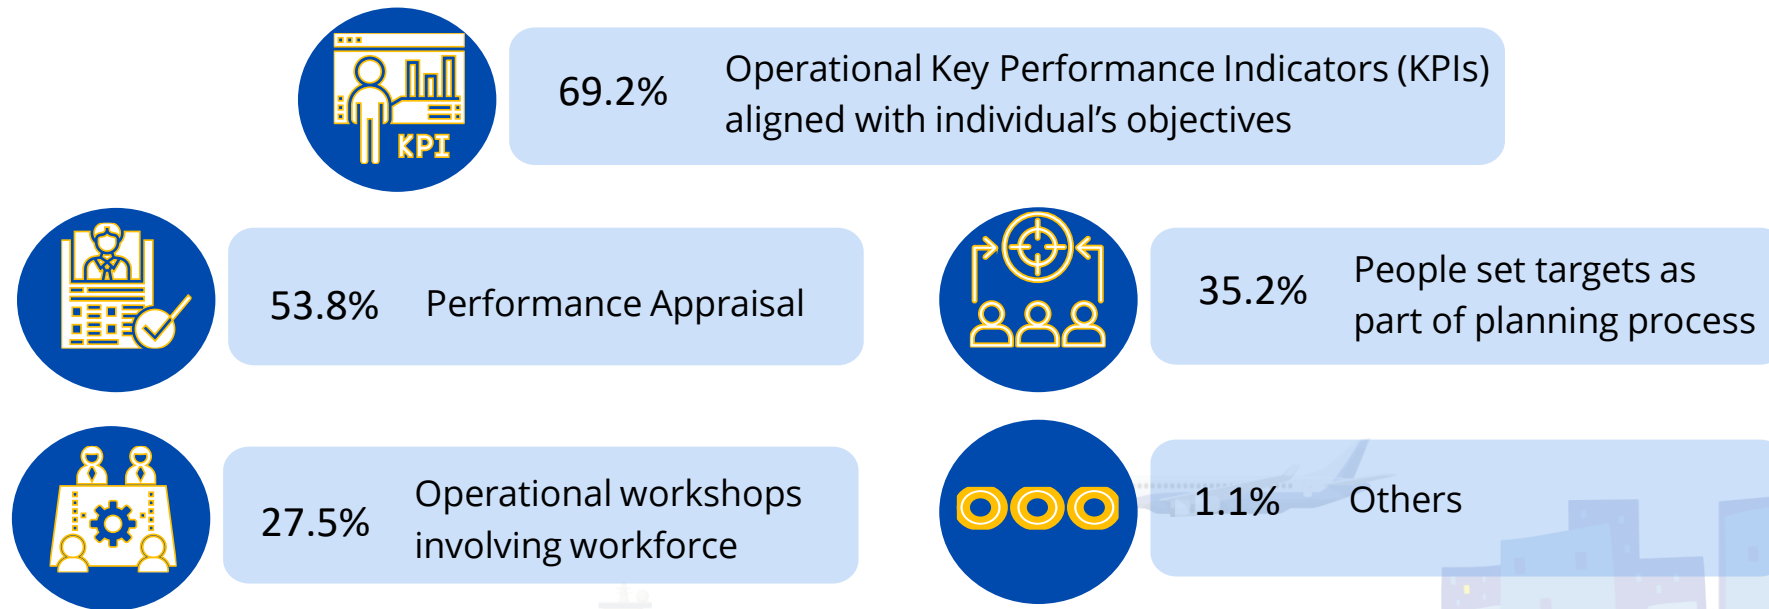 KPI
69.2%
Operational Key Performance Indicators (KPIs)
aligned with individual’s objectives
53.8%
Performance Appraisal
35.2%
People set targets as
part of planning process
27.5%
Operational workshops
involving workforce
1.1%
Others